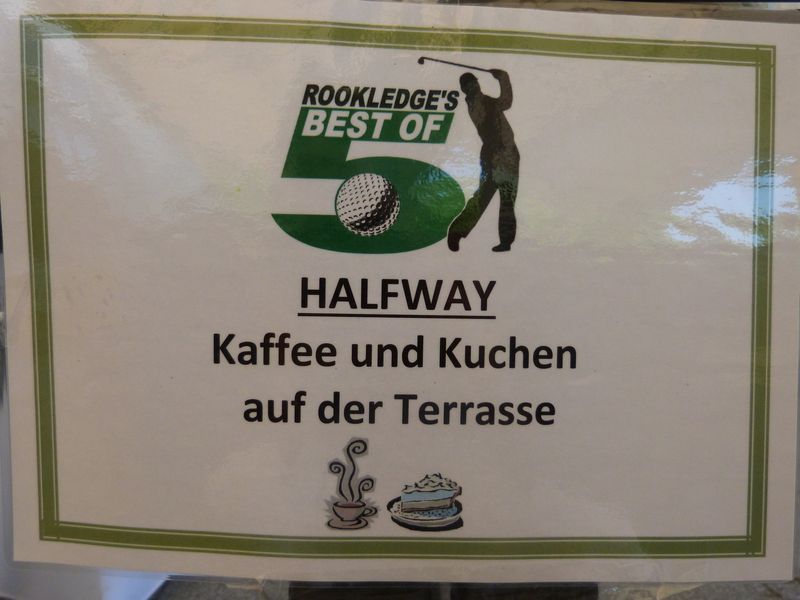 ROOKLEDGE'S
BEST OF
5
HALFWAY
Kaffee und Kuchen
auf der Terrasse